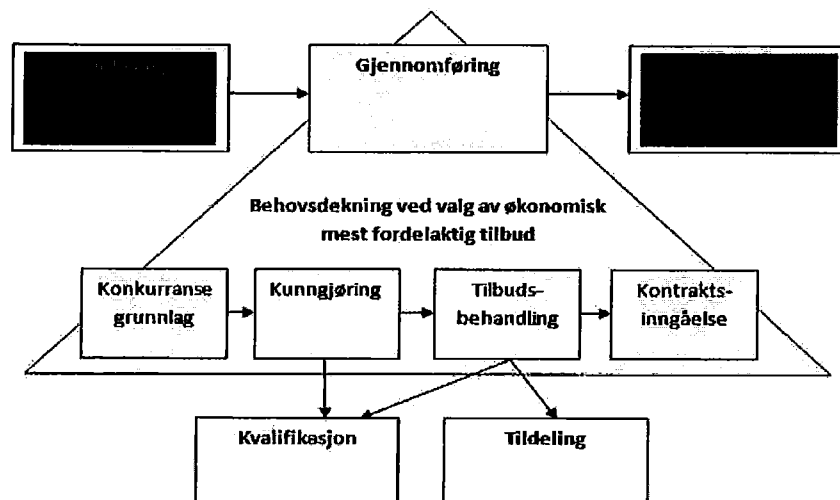 Gjennomføring
Behovsdekning ved valg av økonomisk
mest fordelaktig tilbud
Konkurranse
grunnlag
Kunngjøring
Tilbuds-
behandling
Kontrakts-
inngåelse
Kvalifikasjon
Tildeling